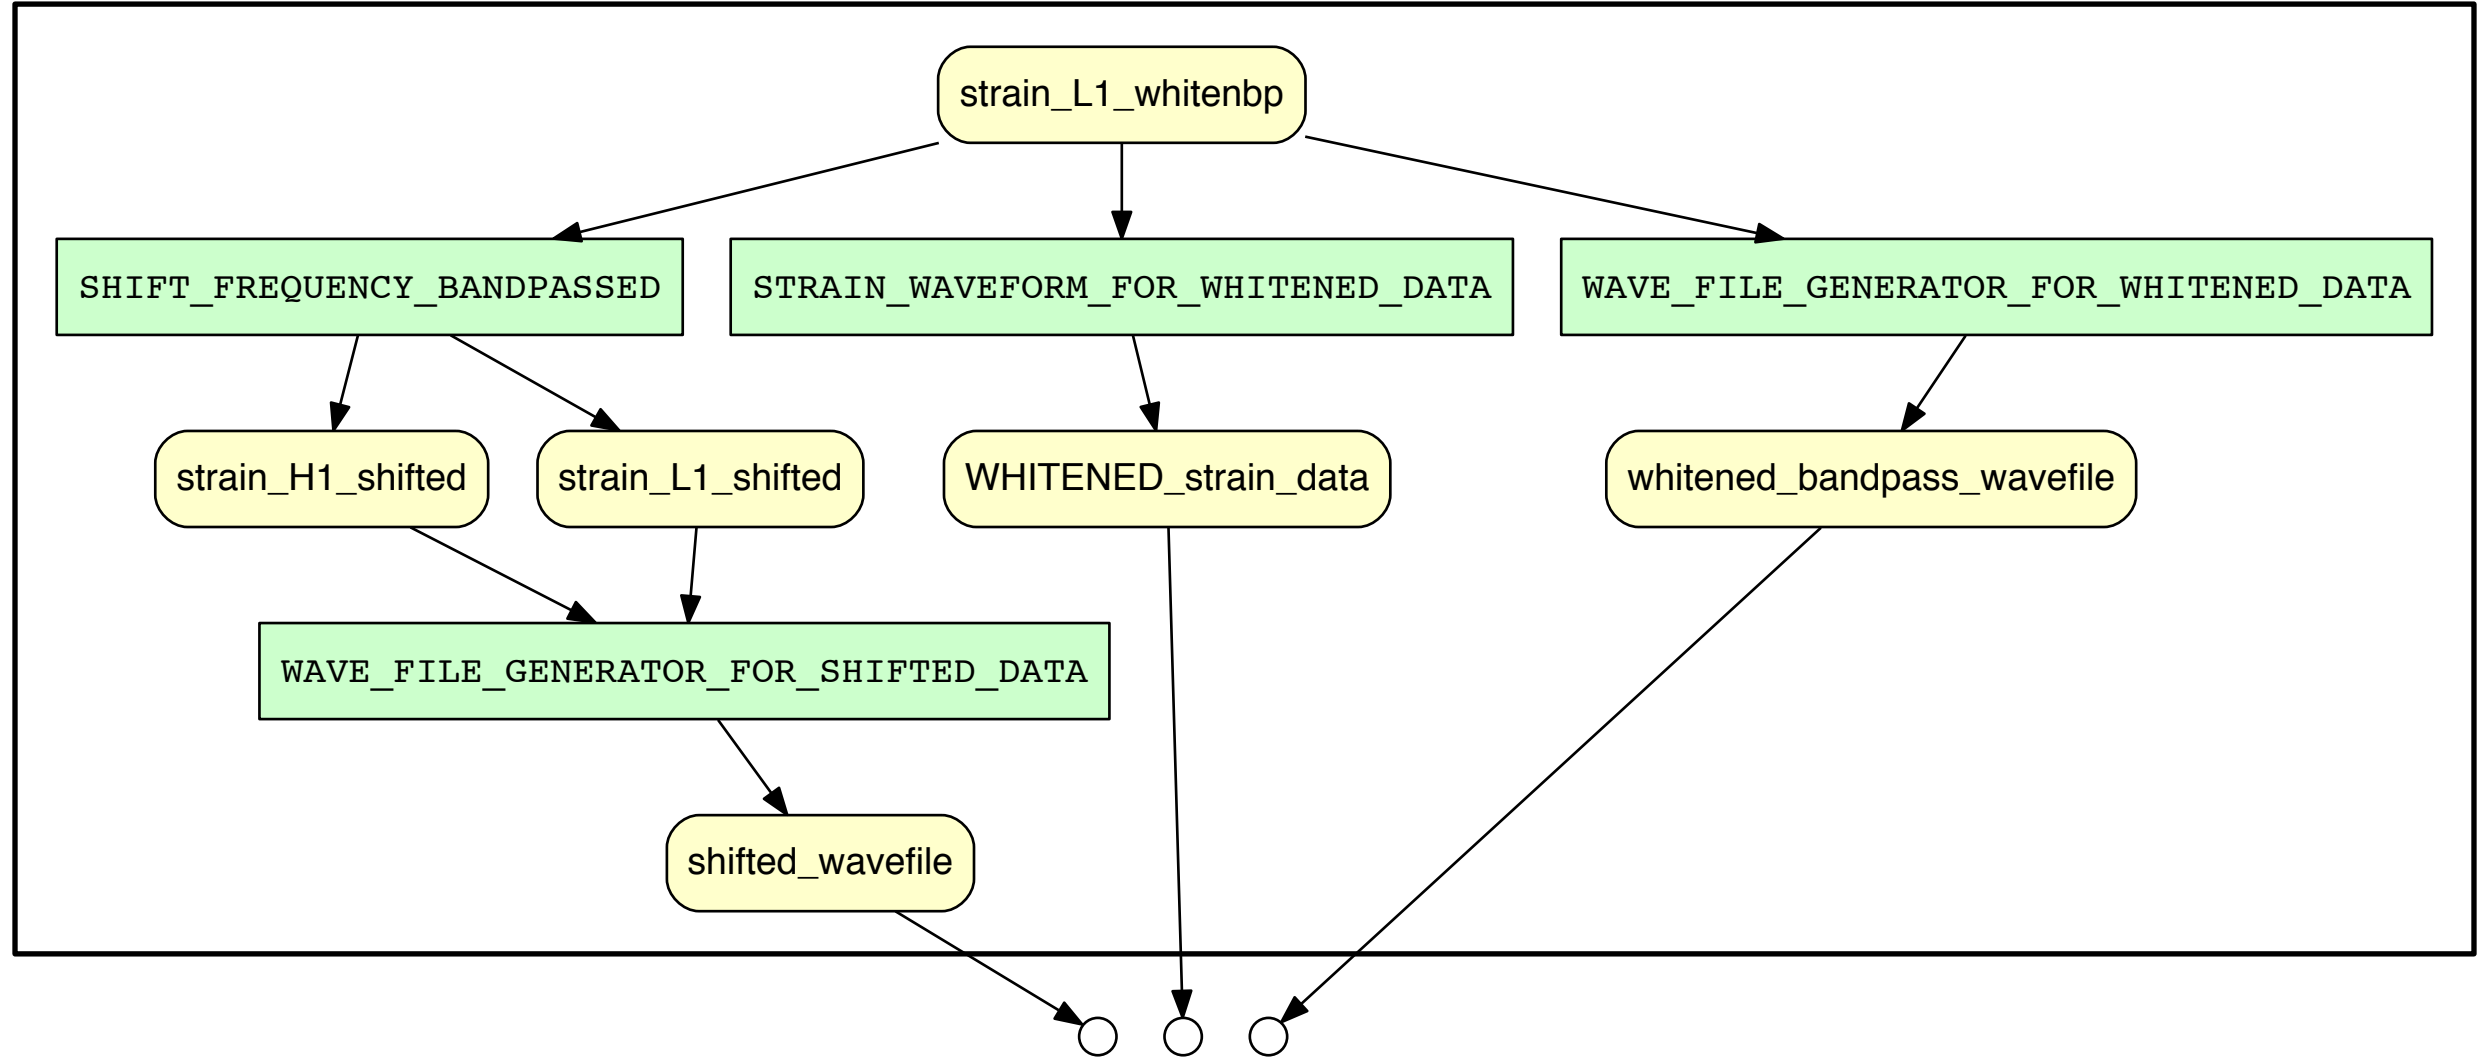 strain_L1_whitenbp
SHIFT_FREQUENCY_BANDPASSED
STRAIN_WAVEFORM_FOR_WHITENED_DATA
WAVE_FILE_GENERATOR_FOR_WHITENED_DATA
strain_H1_shifted
strain_L1_shifted
WHITENED_strain_data
whitened_bandpass_wavefile
WAVE_FILE_GENERATOR_FOR_SHIFTED_DATA
shifted_wavefile